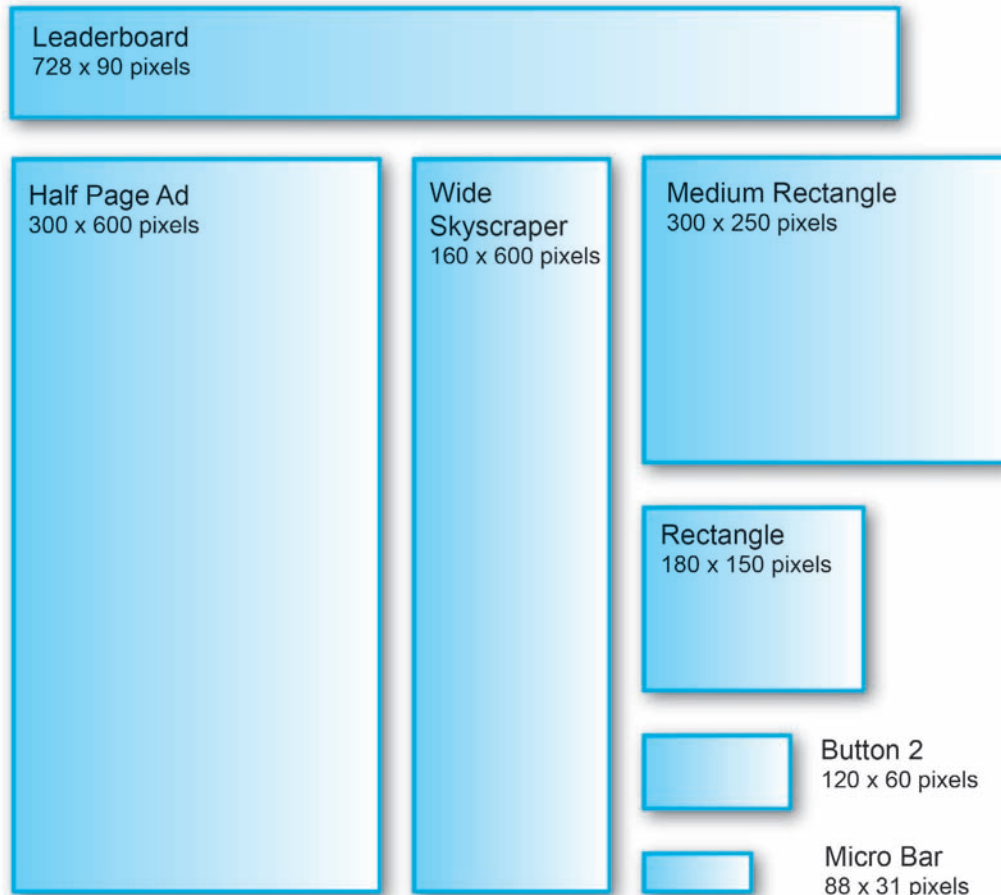 Leaderboard
728 x 90 pixels
Half Page Ad
300 x 600 pixels
Wide
Skyscraper
160 x 600 pixels
Medium Rectangle
300 x 250 pixels
Rectangle
180 x 150 pixels
Button 2
120 x 60 pixels
Micro Bar
88 x 31 pixels